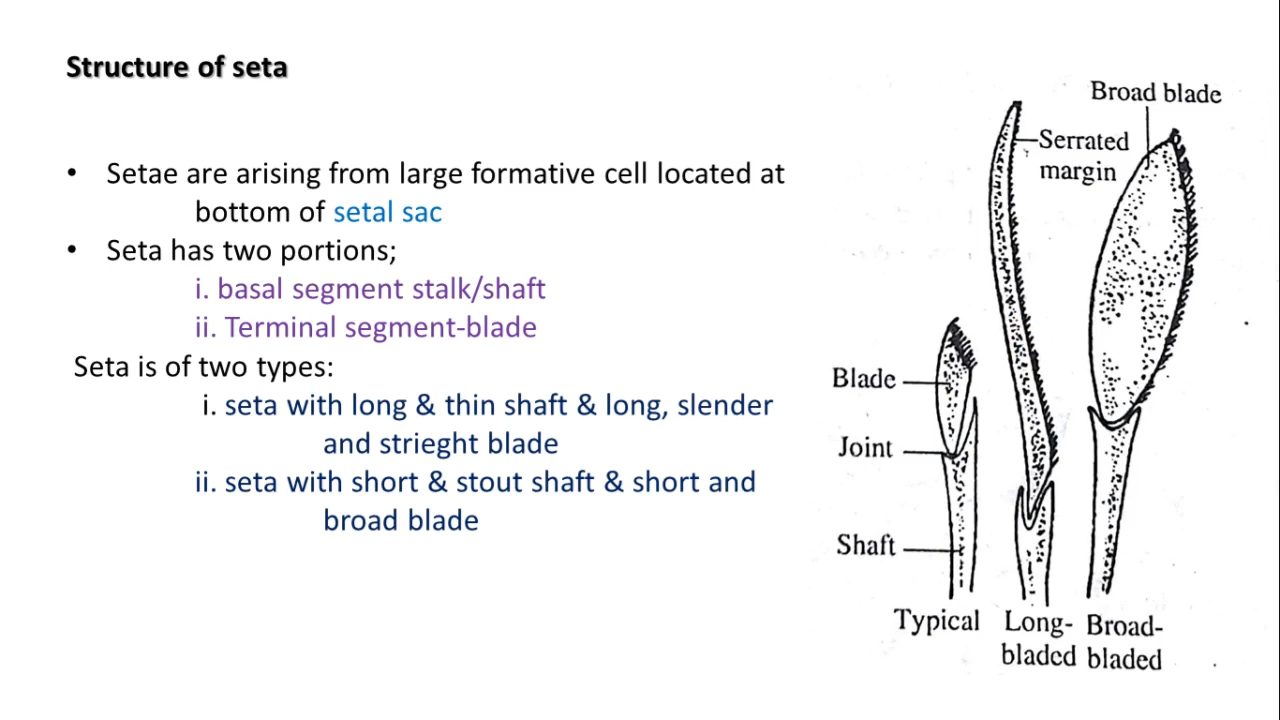 Structure of seta
• Setae are arising from large formative cell located at
bottom of setal sac
• Seta has two portions;
i. basal segment stalk/shaft
ii. Terminal segment-blade
Seta is of two types:
i. seta with long & thin shaft & long, slender
and strieght blade
ii. seta with short & stout shaft & short and
broad blade
Broad blade
Serrated
margin
Blade
Joint
Shaft
Typical
Long-
bladed
Broad-
bladed